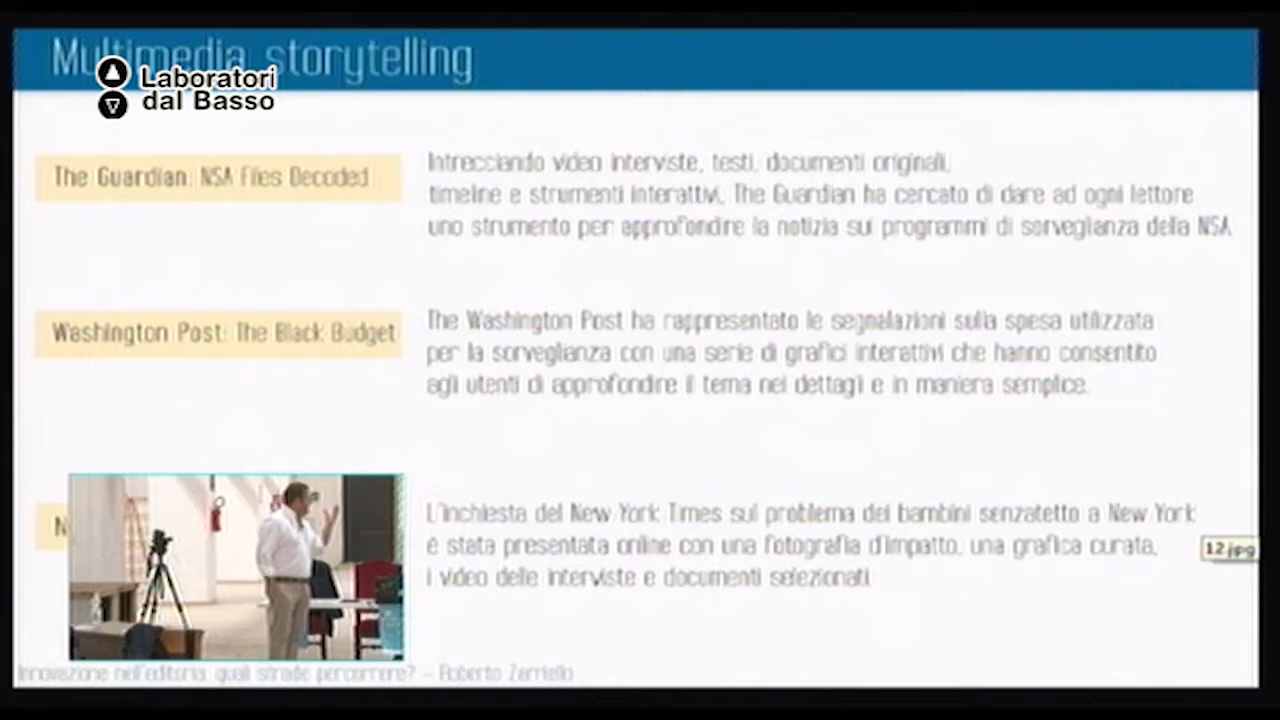 Multimedia storytelling
Laboratori
dal Basso
The Guardian: NSA Files Decoded
Intrecciando video interviste, testi, documenti originali,
timeline e strumenti interattivi, The Guardian ha cercato di dare ad ogni lettore
uno strumento per approfondire la notizia sui programmi di sorveglianza della NSA
Washington Post: The Black Budget
The Washington Post ha rappresentato le segnalazioni sulla spesa utilizzata
per la sorveglianza con una serie di grafici interattivi che hanno consentito
agli utenti di approfondire il tema nei dettagli e in maniera semplice.
N
L'inchiesta del New York Times sul problema dei bambini senzatetto a New York
è stata presentata online con una fotografia d'impatto, una grafica curata,
i video delle interviste e documenti selezionati
12.jpg
Innovazione nell'editoria: quali strade percorrere? – Roberto Zarriello